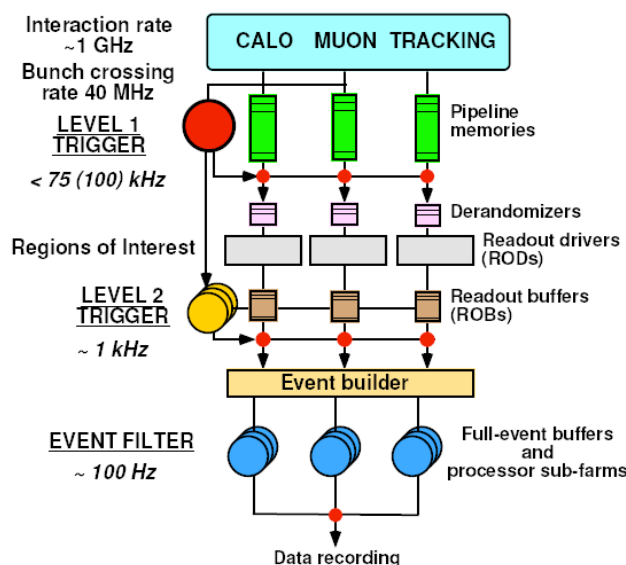 Interaction rate
~1 GHz
CALO MUON TRACKING
Bunch crossing
rate 40 MHz
Pipeline
memories
LEVEL 1
TRIGGER
< 75 (100) kHz
Derandomizers
Regions of Interest
Readout drivers
(RODs)
LEVEL 2
TRIGGER
Readout buffers
(ROBs)
~ 1 kHz
Event builder
EVENT FILTER
~ 100 Hz
Full-event buffers
and
processor sub-farms
Data recording